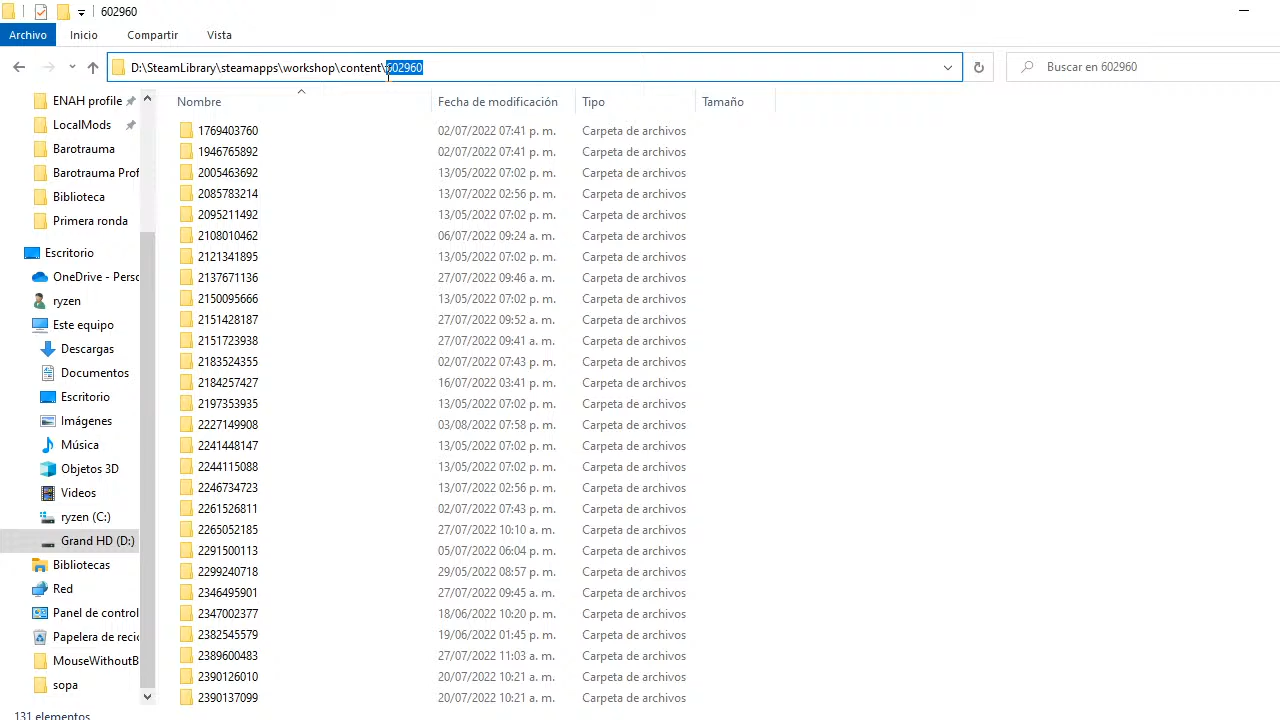 602960
Archivo Inicio Compartir Vista
D:\SteamLibrary\steamapps\workshop\content\602960
Buscar en 602960
ENAH profile
LocalMods
Barotrauma
Barotrauma Prof
Biblioteca
Primera ronda
Escritorio
OneDrive - Perso
ryzen
Este equipo
Descargas
Documentos
Escritorio
Imágenes
Música
Objetos 3D
Videos
ryzen (C:)
Grand HD (D:)
Bibliotecas
Red
Panel de control
Papelera de reci
MouseWithoutB
sopa
Nombre Fecha de modificación Tipo Tamaño
1769403760 02/07/2022 07:41 p. m. Carpeta de archivos
1946765892 02/07/2022 07:41 p. m. Carpeta de archivos
2005463692 13/05/2022 07:02 p. m. Carpeta de archivos
2085783214 13/07/2022 02:56 p. m. Carpeta de archivos
2095211492 13/05/2022 07:02 p. m. Carpeta de archivos
2108010462 06/07/2022 09:24 a. m. Carpeta de archivos
2121341895 13/05/2022 07:02 p. m. Carpeta de archivos
2137671136 27/07/2022 09:46 a. m. Carpeta de archivos
2150095666 13/05/2022 07:02 p. m. Carpeta de archivos
2151428187 27/07/2022 09:52 a. m. Carpeta de archivos
2151723938 27/07/2022 09:41 a. m. Carpeta de archivos
2183524355 02/07/2022 07:43 p. m. Carpeta de archivos
2184257427 16/07/2022 03:41 p. m. Carpeta de archivos
2197353935 13/05/2022 07:02 p. m. Carpeta de archivos
2227149908 03/08/2022 07:58 p. m. Carpeta de archivos
2241448147 13/05/2022 07:02 p. m. Carpeta de archivos
2244115088 13/05/2022 07:02 p. m. Carpeta de archivos
2246734723 13/07/2022 02:56 p. m. Carpeta de archivos
2261526811 02/07/2022 07:43 p. m. Carpeta de archivos
2265052185 27/07/2022 10:10 a. m. Carpeta de archivos
2291500113 05/07/2022 06:04 p. m. Carpeta de archivos
2299240718 29/05/2022 08:57 p. m. Carpeta de archivos
2346495901 27/07/2022 09:45 a. m. Carpeta de archivos
2347002377 18/06/2022 10:20 p. m. Carpeta de archivos
2382545579 19/06/2022 01:45 p. m. Carpeta de archivos
2389600483 27/07/2022 11:03 a. m. Carpeta de archivos
2390126010 20/07/2022 10:21 a. m. Carpeta de archivos
2390137099 20/07/2022 10:21 a. m. Carpeta de archivos
131 elementos